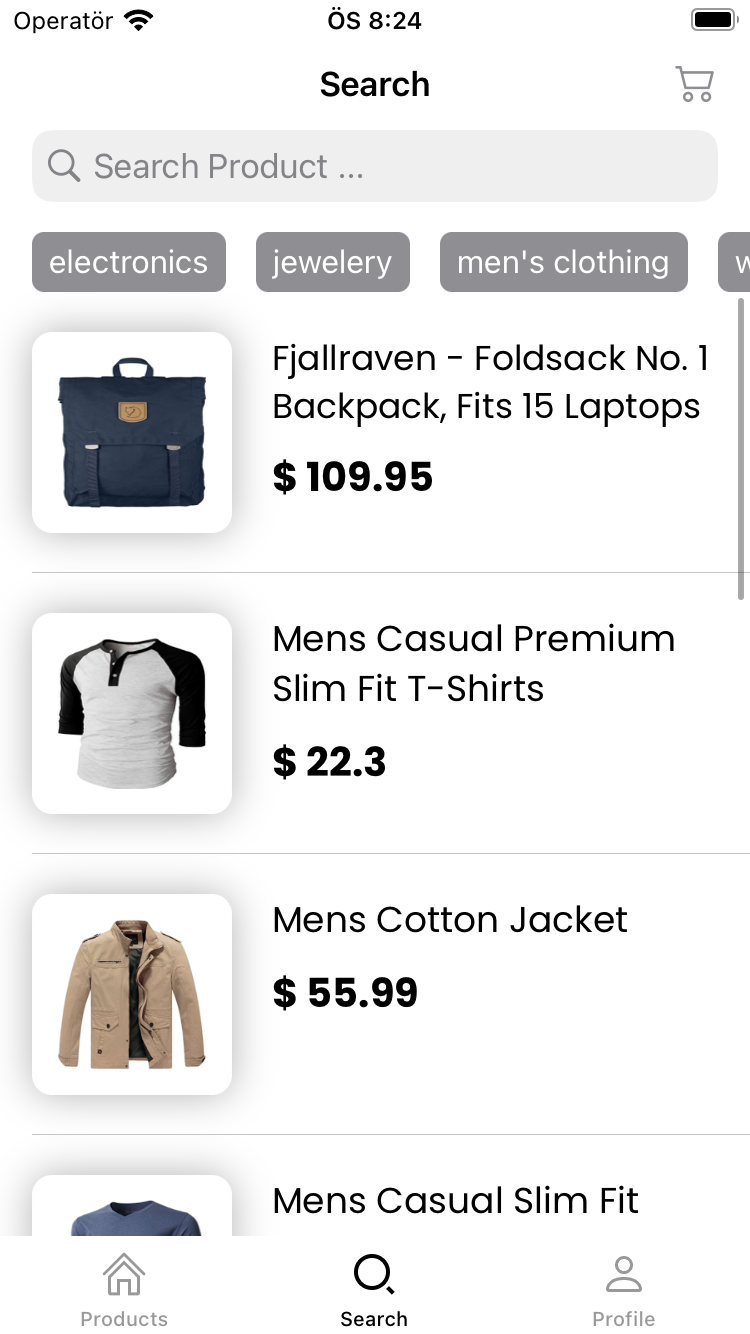 Operatör ÖS 8:24
Search
Search Product ...
electronics jewelery men's clothing w
Fjallraven - Foldsack No. 1
Backpack, Fits 15 Laptops
$ 109.95
Mens Casual Premium
Slim Fit T-Shirts
$ 22.3
Mens Cotton Jacket
$ 55.99
Mens Casual Slim Fit
Products Search Profile